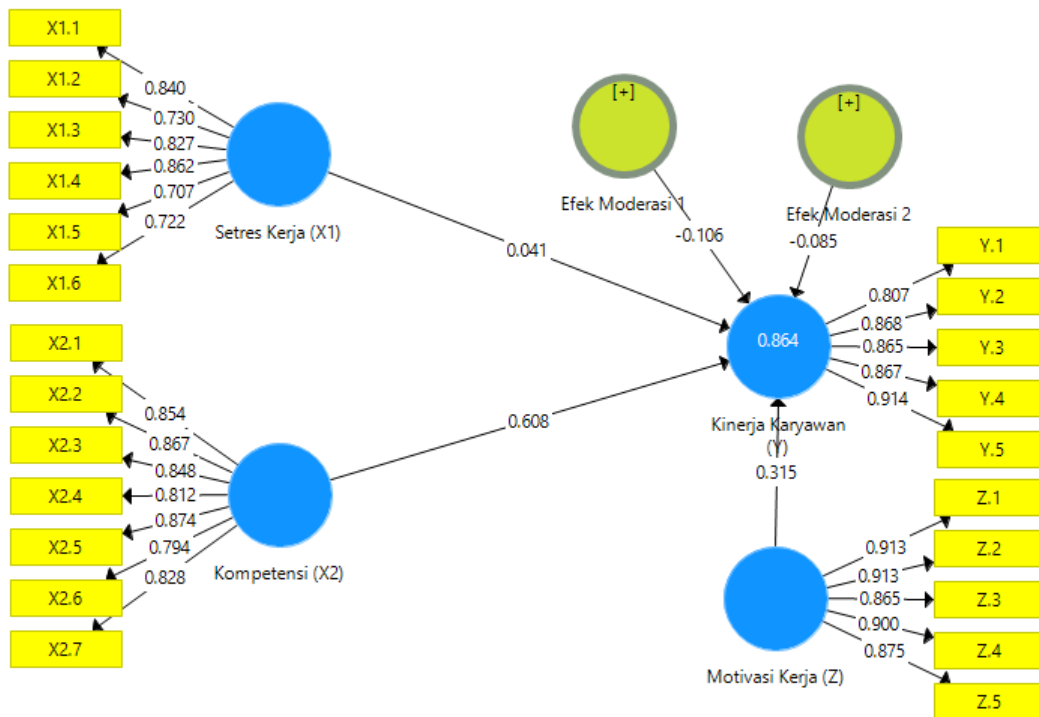 X1.1
X1.2
X1.3
X1.4
X1.5
X1.6
0.840
0.730
0.827
0.862
0.707
0.722
Setres Kerja (X1)
[+]
Efek Moderasi 1
[+]
Efek Moderasi 2
-0.106
-0.085
0.041
X2.1
X2.2
X2.3
X2.4
X2.5
X2.6
X2.7
0.854
0.867
0.848
0.812
0.874
0.794
0.828
Kompetensi (X2)
0.608
0.864
Kinerja Karyawan
(Y)
0.315
0.807
0.868
0.865
0.867
0.914
Y.1
Y.2
Y.3
Y.4
Y.5
Motivasi Kerja (Z)
0.913
0.913
0.865
0.900
0.875
Z.1
Z.2
Z.3
Z.4
Z.5